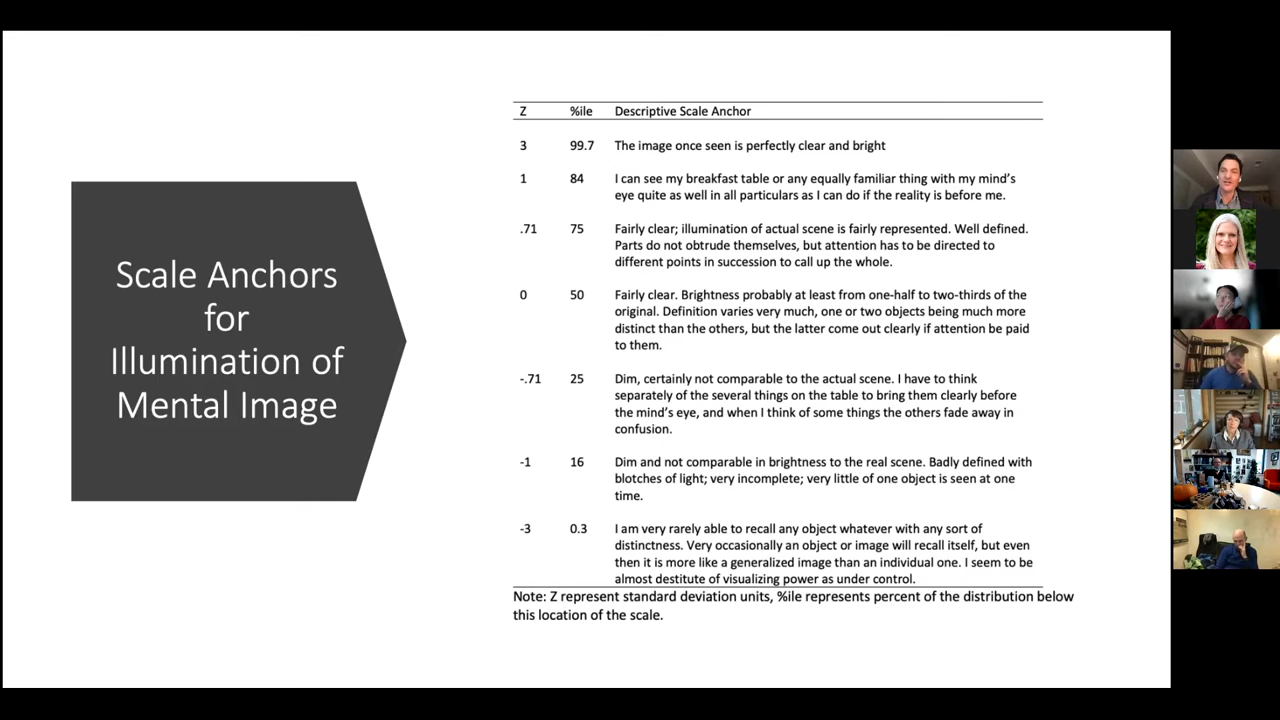 Scale Anchors
for
Illumination of
Mental Image
Z %ile Descriptive Scale Anchor
3 99.7 The image once seen is perfectly clear and bright
1 84 I can see my breakfast table or any equally familiar thing with my mind’s
eye quite as well in all particulars as I can do if the reality is before me.
.71 75 Fairly clear; illumination of actual scene is fairly represented. Well defined.
Parts do not obtrude themselves, but attention has to be directed to
different points in succession to call up the whole.
0 50 Fairly clear. Brightness probably at least from one-half to two-thirds of the
original. Definition varies very much, one or two objects being much more
distinct than the others, but the latter come out clearly if attention be paid
to them.
-.71 25 Dim, certainly not comparable to the actual scene. I have to think
separately of the several things on the table to bring them clearly before
the mind’s eye, and when I think of some things the others fade away in
confusion.
-1 16 Dim and not comparable in brightness to the real scene. Badly defined with
blotches of light; very incomplete; very little of one object is seen at one
time.
-3 0.3 I am very rarely able to recall any object whatever with any sort of
distinctness. Very occasionally an object or image will recall itself, but even
then it is more like a generalized image than an individual one. I seem to be
almost destitute of visualizing power as under control.
Note: Z represent standard deviation units, %ile represents percent of the distribution below
this location of the scale.